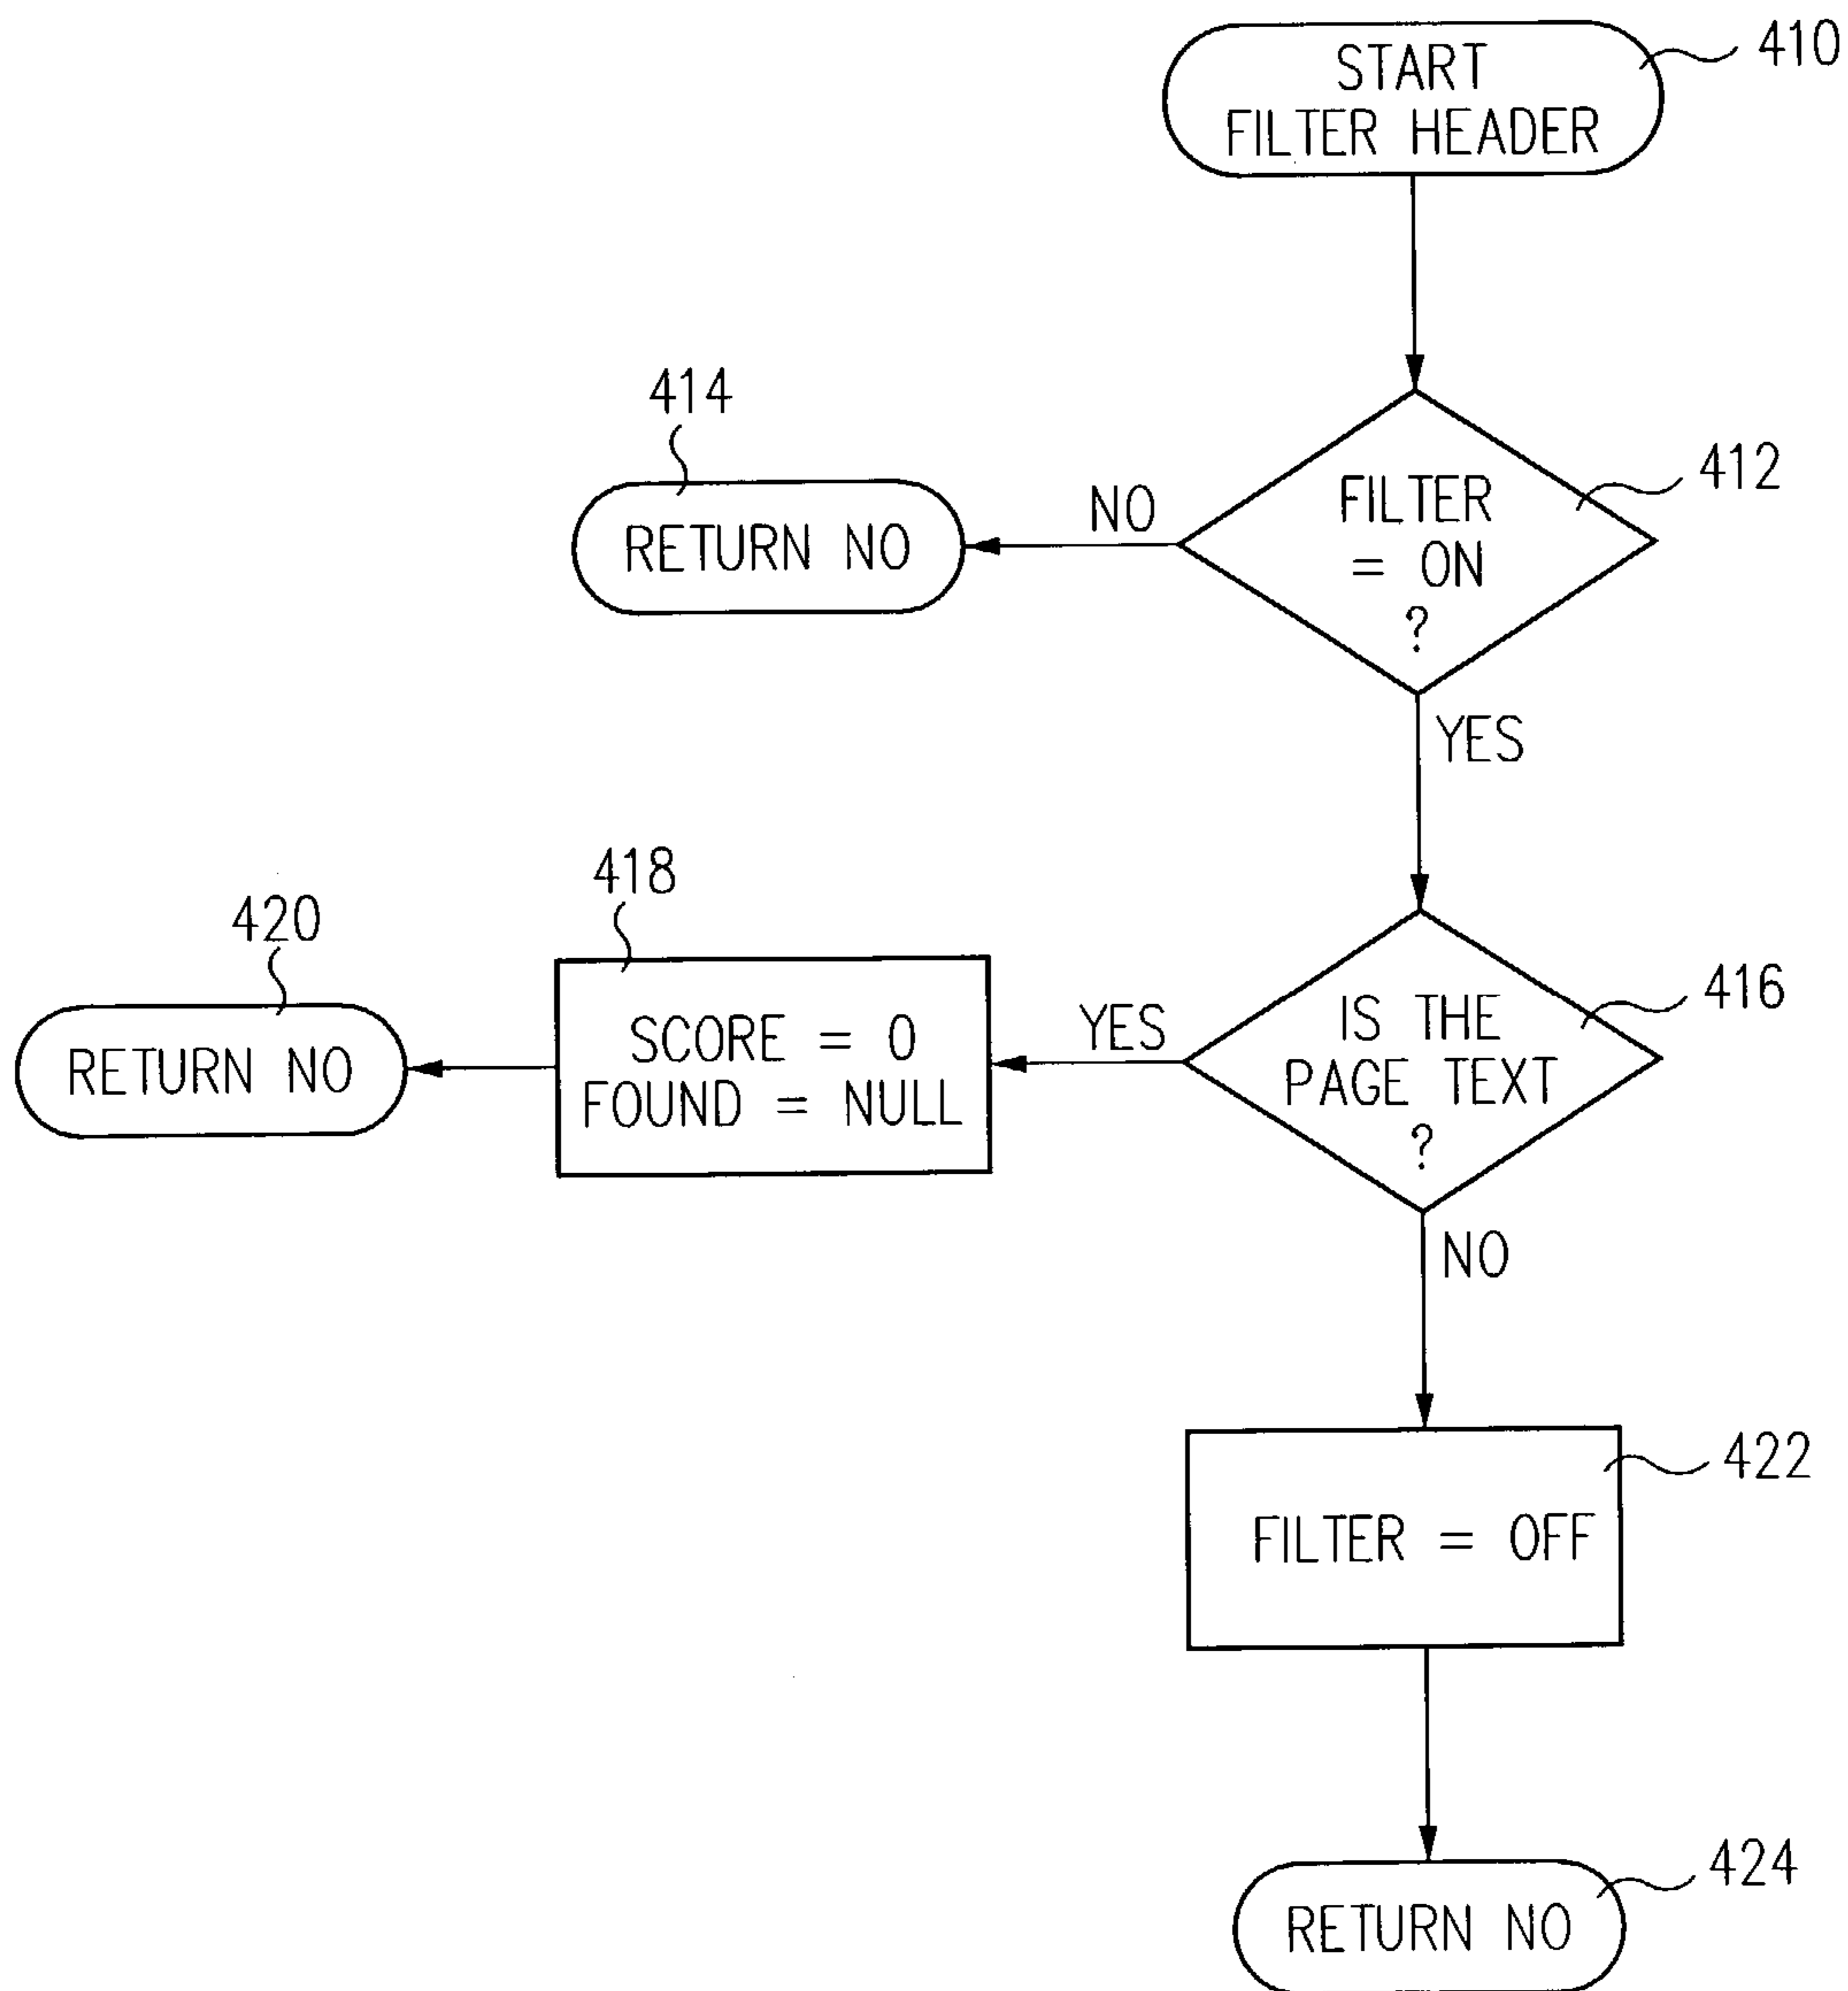 START
FILTER HEADER
410
414
RETURN NO
NO
FILTER
= ON
?
412
YES
420
RETURN NO
418
SCORE = 0
FOUND = NULL
YES
IS THE
PAGE TEXT
?
416
NO
422
FILTER = OFF
424
RETURN NO